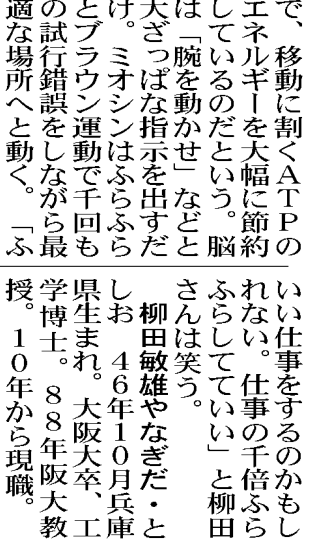 で、移動に割くＡＴＰの
エネルギーを大幅に節約
しているのだという。脳
は「腕を動かせ」などと
大ざっぱな指示を出すだ
け。ミオシンはふらふら
とブラウン運動で千回も
の試行錯誤をしながら最
適な場所へと動く。「ふ
いい仕事をするのかもし
れない。仕事の千倍ふら
ふらしてていい」と柳田
さんは笑う。
柳田敏雄やなぎだ・と
しお　４６年１０月兵庫
県生まれ。大阪大卒、工
学博士。８８年阪大教
授。１０年から現職。